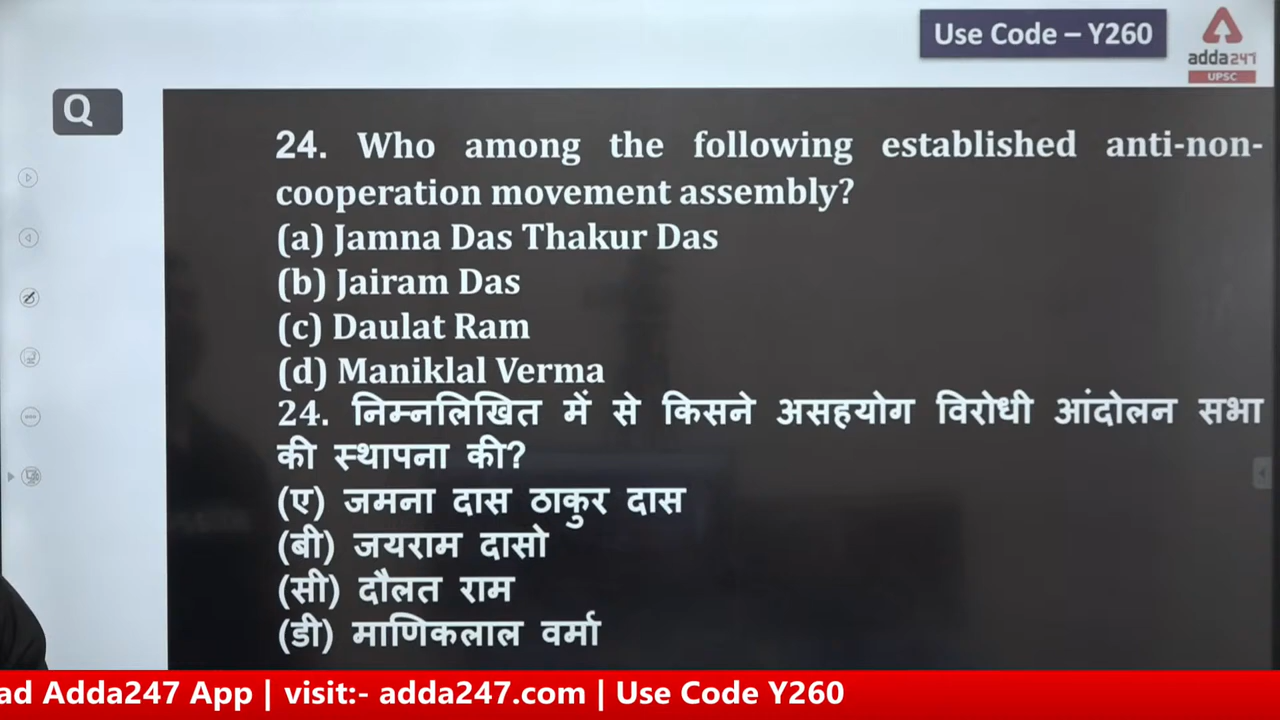 Use Code – Y260
adda247
UPSC
Q
24. Who among the following established anti-non-
cooperation movement assembly?
(a) Jamna Das Thakur Das
(b) Jairam Das
(c) Daulat Ram
(d) Maniklal Verma
24. निम्नलिखित में से किसने असहयोग विरोधी आंदोलन सभा
की स्थापना की?
(ए) जमना दास ठाकुर दास
(बी) जयराम दासो
(सी) दौलत राम
(डी) माणिकलाल वर्मा
ad Adda247 App | visit:- adda247.com | Use Code Y260